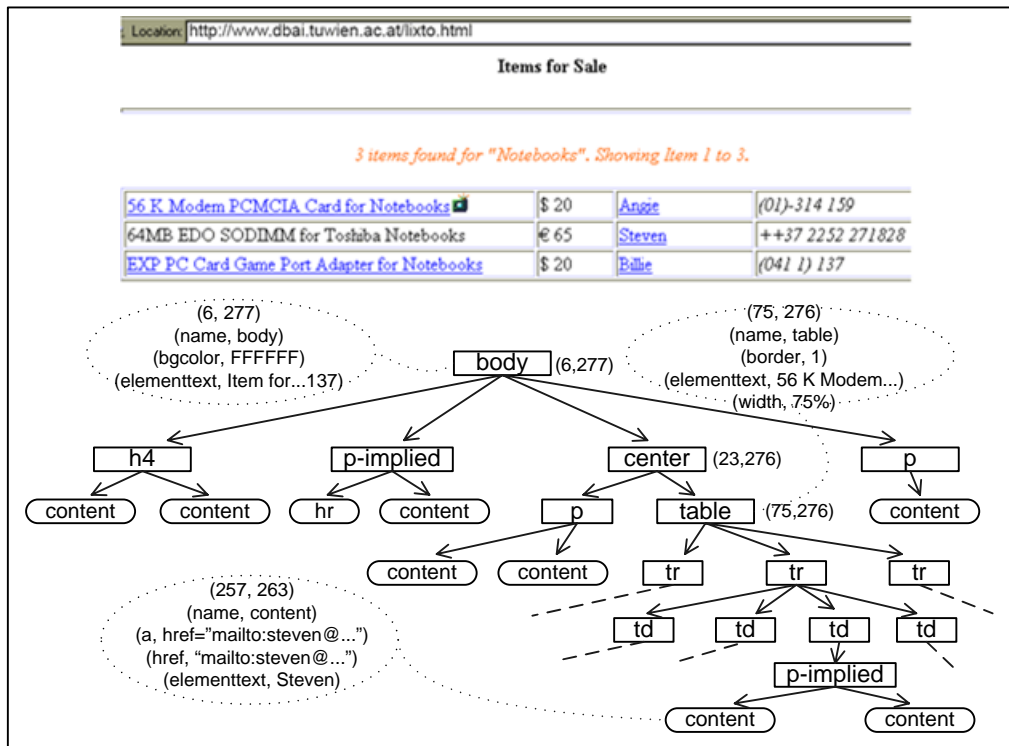 Location: http://www.dbai.tuwien.ac.at/lixto.html
Items for Sale
3 items found for "Notebooks". Showing Item 1 to 3.
56 K Modem PCMCIA Card for Notebooks $ 20 Angie (01)-314 159
64MB EDO SODIMM for Toshiba Notebooks € 65 Steven ++37 2252 271828
EXP PC Card Game Port Adapter for Notebooks $ 20 Billie (041 1) 137
(6, 277)
(name, body)
(bgcolor, FFFFFF)
(elementtext, Item for...137)
(75, 276)
(name, table)
(border, 1)
(elementtext, 56 K Modem...)
(width, 75%)
body (6,277)
h4 p-implied center (23,276) p
content content hr content p table (75,276) content
content content tr tr tr
(257, 263)
(name, content)
(a, href="mailto:steven@...”)
(href, “mailto:steven@...”)
(elementtext, Steven)
td td td td
p-implied
content content